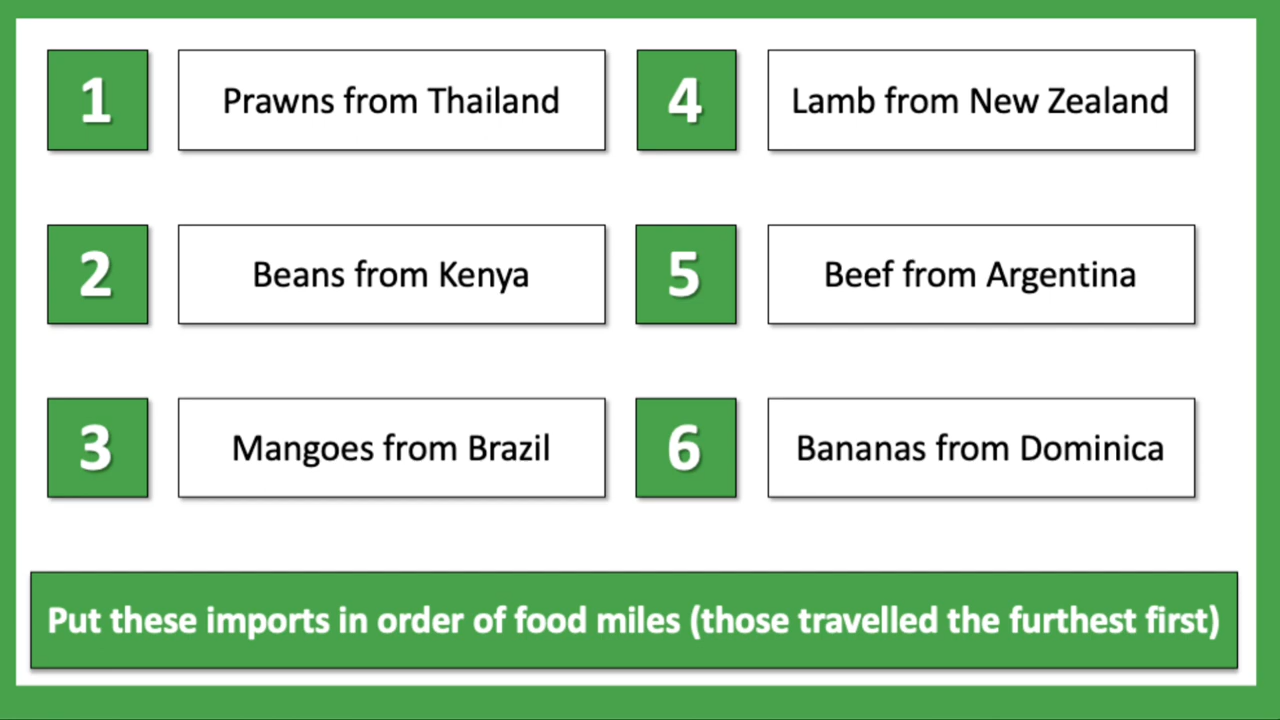 1 Prawns from Thailand
2 Beans from Kenya
3 Mangoes from Brazil
4 Lamb from New Zealand
5 Beef from Argentina
6 Bananas from Dominica
Put these imports in order of food miles (those travelled the furthest first)